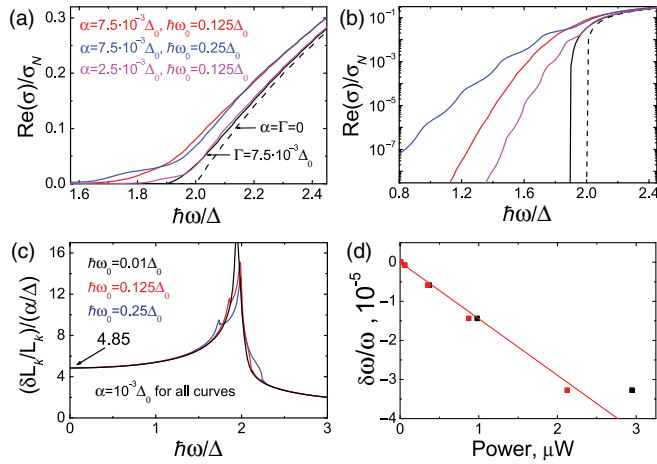 (a)
α=7.5·10⁻³Δ₀, ħω₀=0.125Δ₀
α=7.5·10⁻³Δ₀, ħω₀=0.25Δ₀
α=2.5·10⁻³Δ₀, ħω₀=0.125Δ₀
α=Γ=0
Γ=7.5·10⁻³Δ₀
Re(σ)/σ_N
0.3
0.2
0.1
0.0
1.6 1.8 2.0 2.2 2.4
ħω/Δ
(b)
Re(σ)/σ_N
10⁻¹
10⁻³
10⁻⁵
10⁻⁷
0.8 1.2 1.6 2.0 2.4
ħω/Δ
(c)
ħω₀=0.01Δ₀
ħω₀=0.125Δ₀
ħω₀=0.25Δ₀
4.85
α=10⁻³Δ₀ for all curves
(δL_k/L_k)/(α/Δ)
16
12
8
4
0
0 1 2 3
ħω/Δ
(d)
δω/ω , 10⁻⁵
0
-1
-2
-3
-4
0 1 2 3
Power, μW